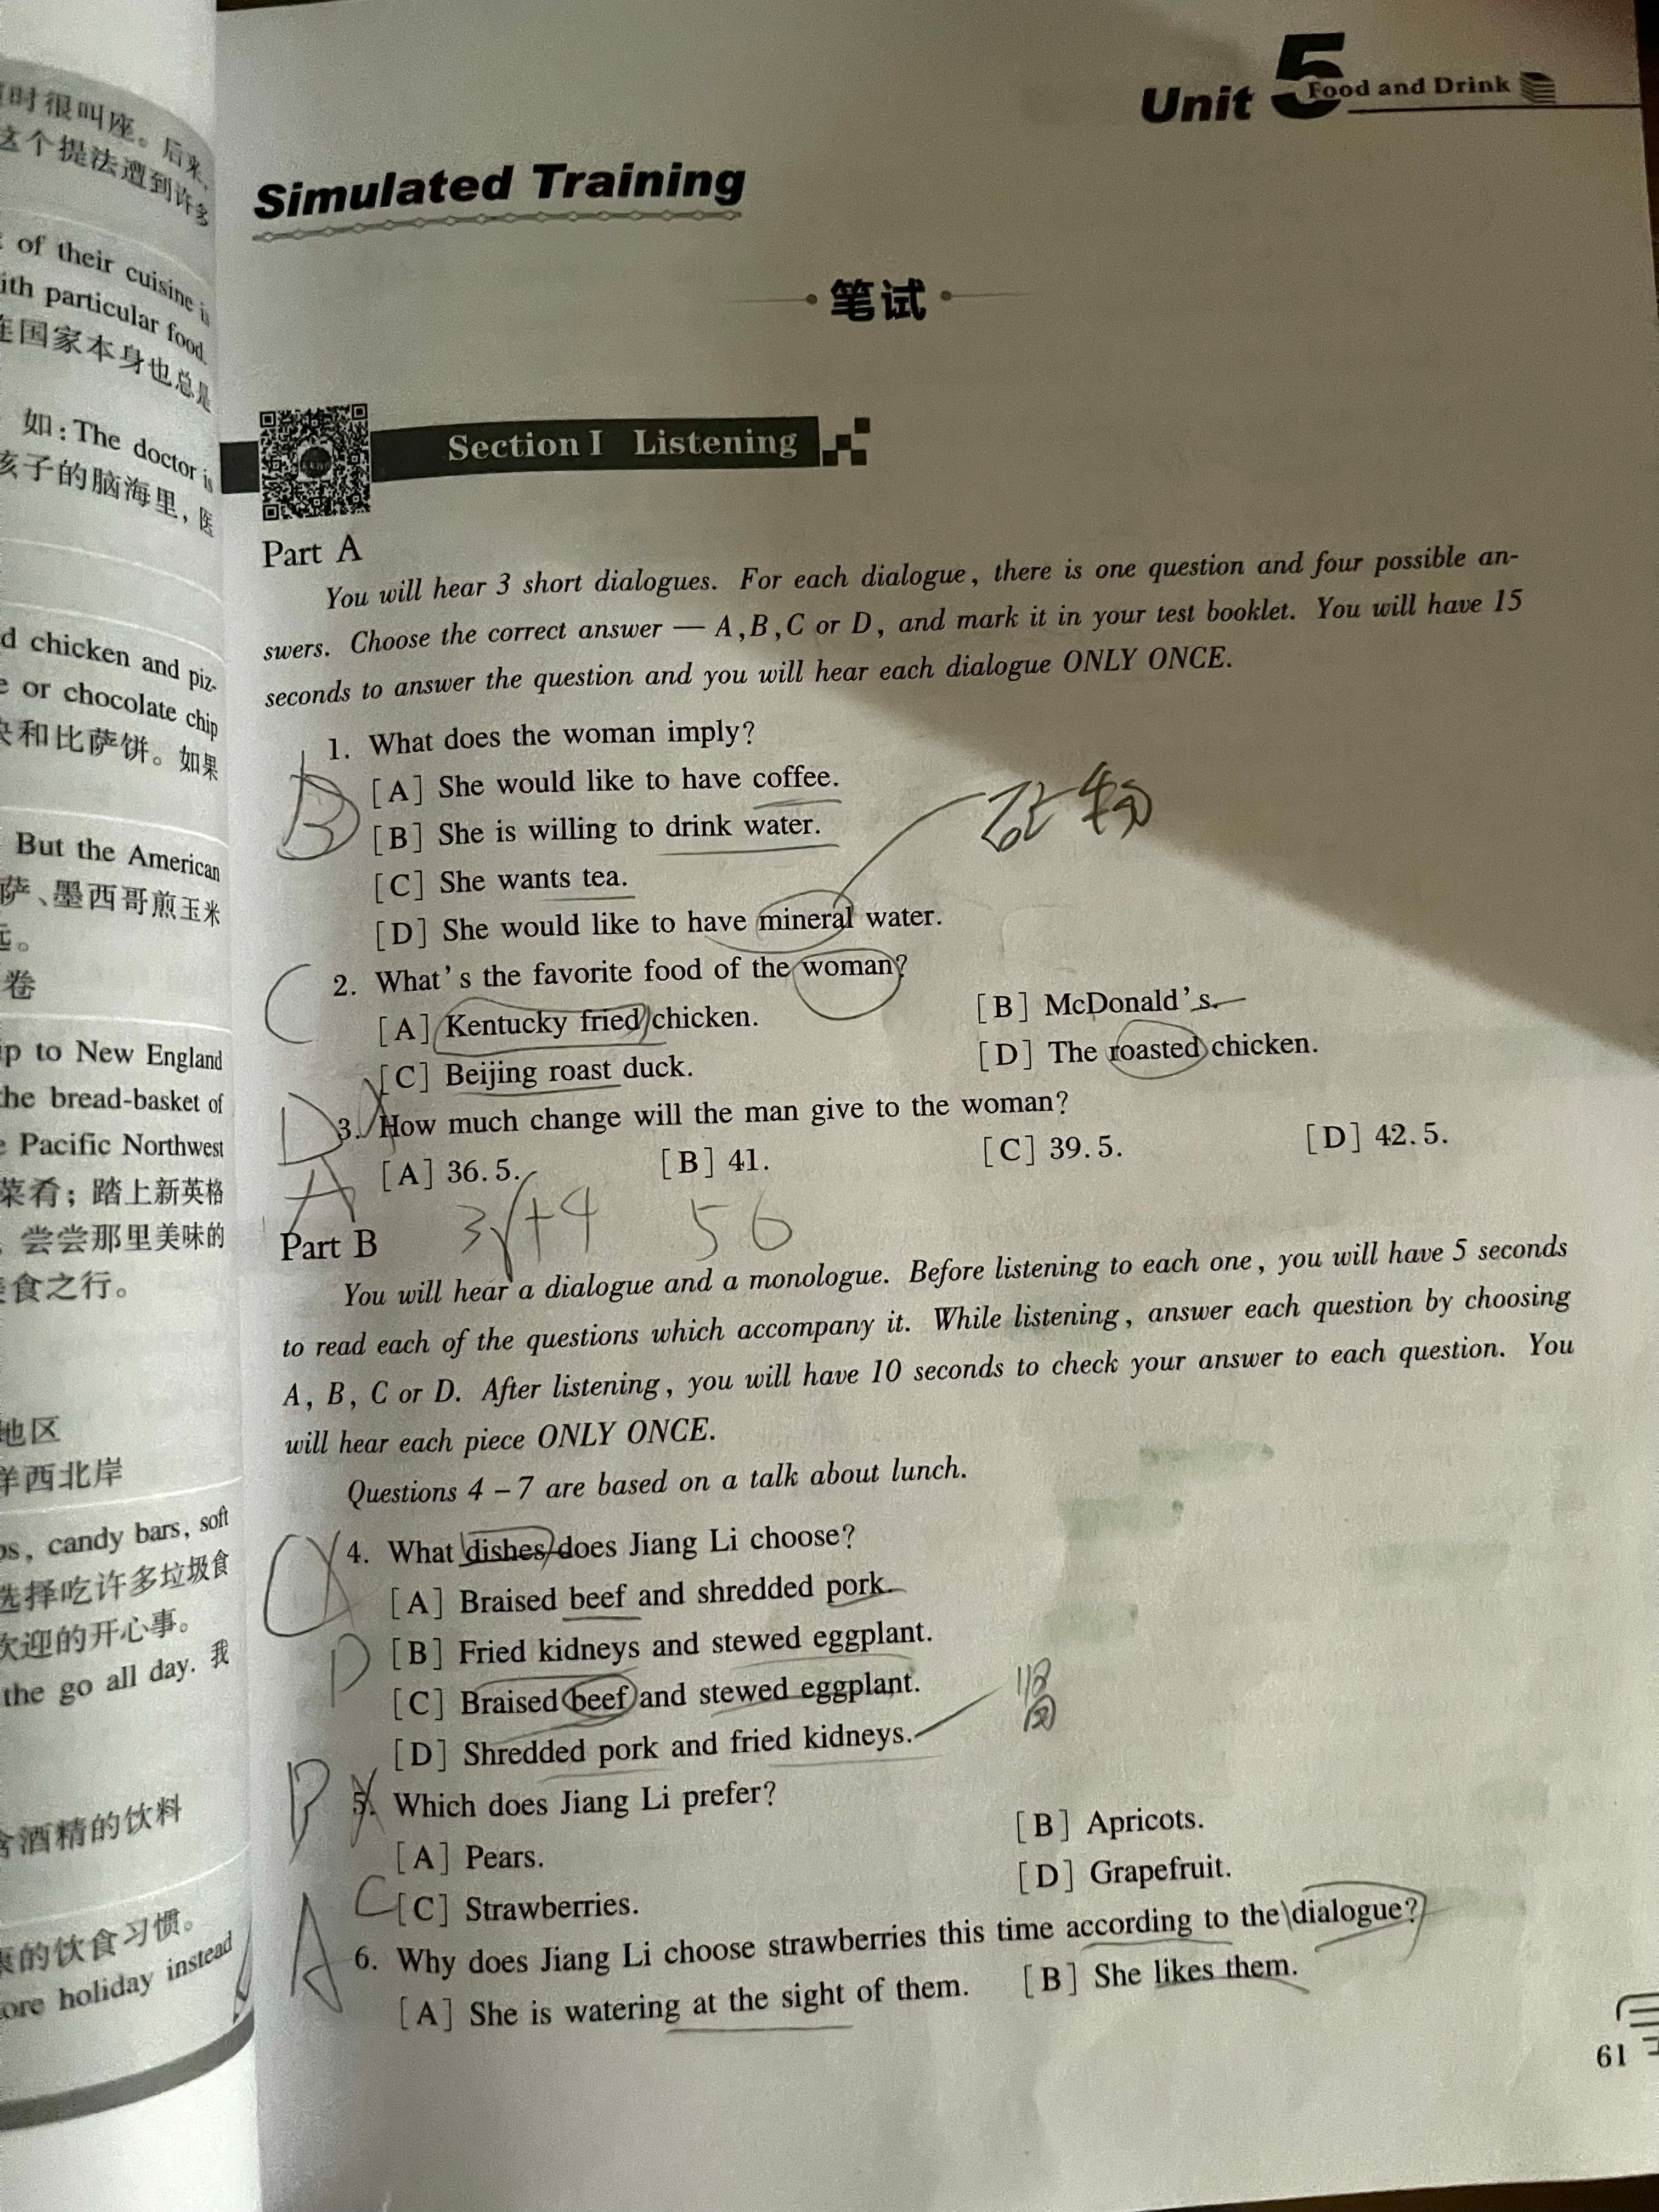 时很叫座。后来,
这个提法遭到许多
of their cuisine is
ith particular food.
国家本身也总是
如:The doctor is
孩子的脑海里,医
d chicken and piz-
e or chocolate chip
和比萨饼。如果
But the American
萨、墨西哥煎玉米
卷
ip to New England
the bread-basket of
e Pacific Northwest
菜肴;踏上新英格
尝尝那里美味的
食之行。
地区
洋西北岸
os, candy bars, soft
选择吃许多垃圾食
欢迎的开心事。
the go all day. 我
含酒精的饮料
的饮食习惯。
ore holiday instead
Unit 5 Food and Drink
Simulated Training
笔试
Section I Listening
Part A
You will hear 3 short dialogues. For each dialogue, there is one question and four possible an-
swers. Choose the correct answer — A,B,C or D, and mark it in your test booklet. You will have 15
seconds to answer the question and you will hear each dialogue ONLY ONCE.
1. What does the woman imply?
[A] She would like to have coffee.
B
[B] She is willing to drink water.
矿物
[C] She wants tea.
[D] She would like to have mineral water.
C
2. What's the favorite food of the woman?
[A] Kentucky fried chicken. [B] McDonald's.
[C] Beijing roast duck. [D] The roasted chicken.
D
3. How much change will the man give to the woman?
[A] 36.5. [B] 41. [C] 39.5. [D] 42.5.
A
56
Part B
You will hear a dialogue and a monologue. Before listening to each one, you will have 5 seconds
to read each of the questions which accompany it. While listening, answer each question by choosing
A, B, C or D. After listening, you will have 10 seconds to check your answer to each question. You
will hear each piece ONLY ONCE.
Questions 4 – 7 are based on a talk about lunch.
4. What dishes does Jiang Li choose?
[A] Braised beef and shredded pork.
[B] Fried kidneys and stewed eggplant.
D
[C] Braised beef and stewed eggplant.
[D] Shredded pork and fried kidneys.
5. Which does Jiang Li prefer?
[A] Pears. [B] Apricots.
C
[C] Strawberries. [D] Grapefruit.
A
6. Why does Jiang Li choose strawberries this time according to the dialogue?
[A] She is watering at the sight of them. [B] She likes them.
61